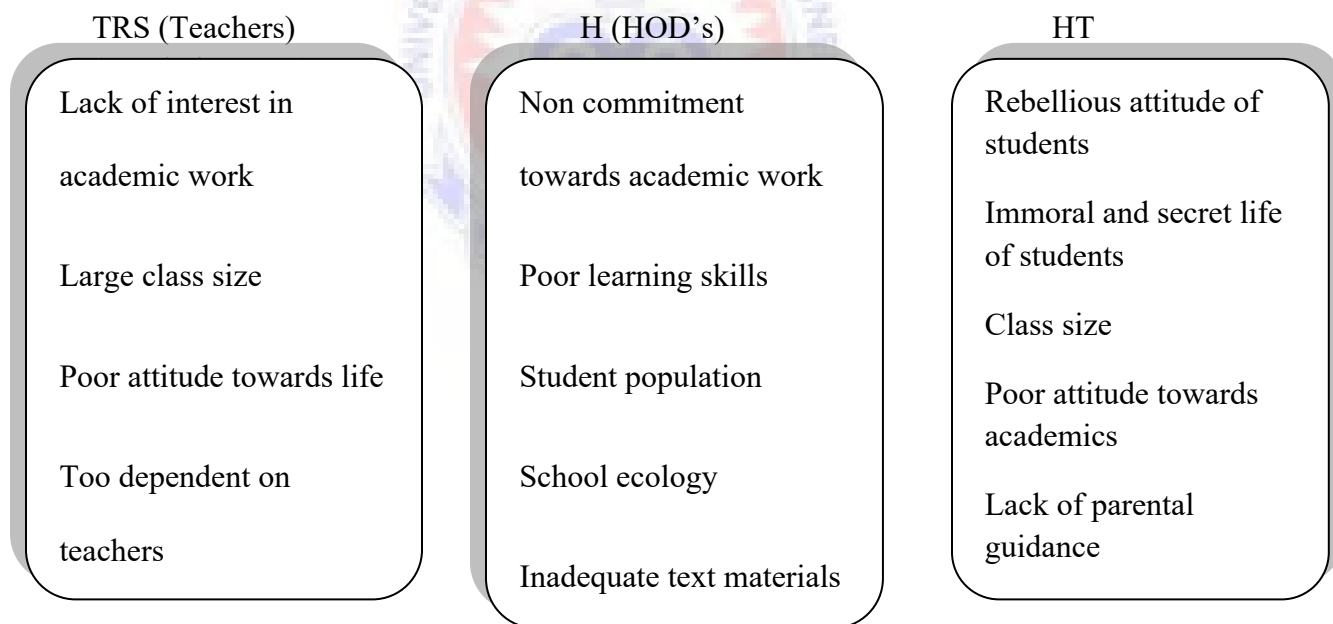 TRS (Teachers)
Lack of interest in
academic work
Large class size
Poor attitude towards life
Too dependent on
teachers
H (HOD’s)
Non commitment
towards academic work
Poor learning skills
Student population
School ecology
Inadequate text materials
HT
Rebellious attitude of
students
Immoral and secret life
of students
Class size
Poor attitude towards
academics
Lack of parental
guidance